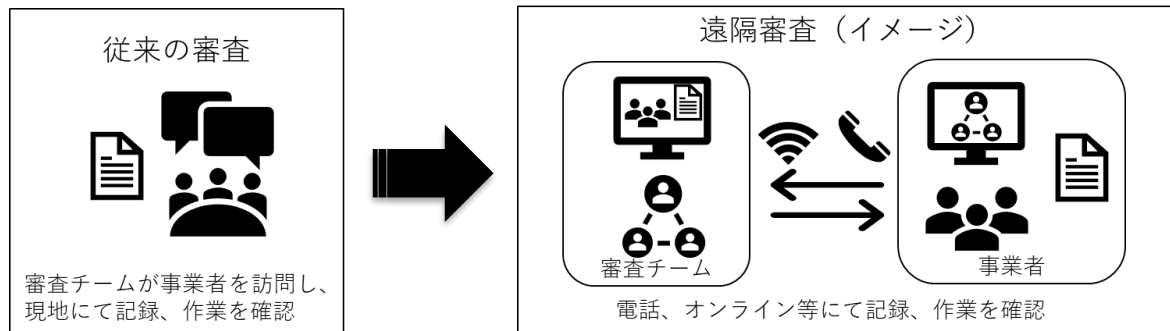 従来の審査
審査チームが事業者を訪問し、
現地にて記録、作業を確認
遠隔審査（イメージ）
審査チーム
事業者
電話、オンライン等にて記録、作業を確認